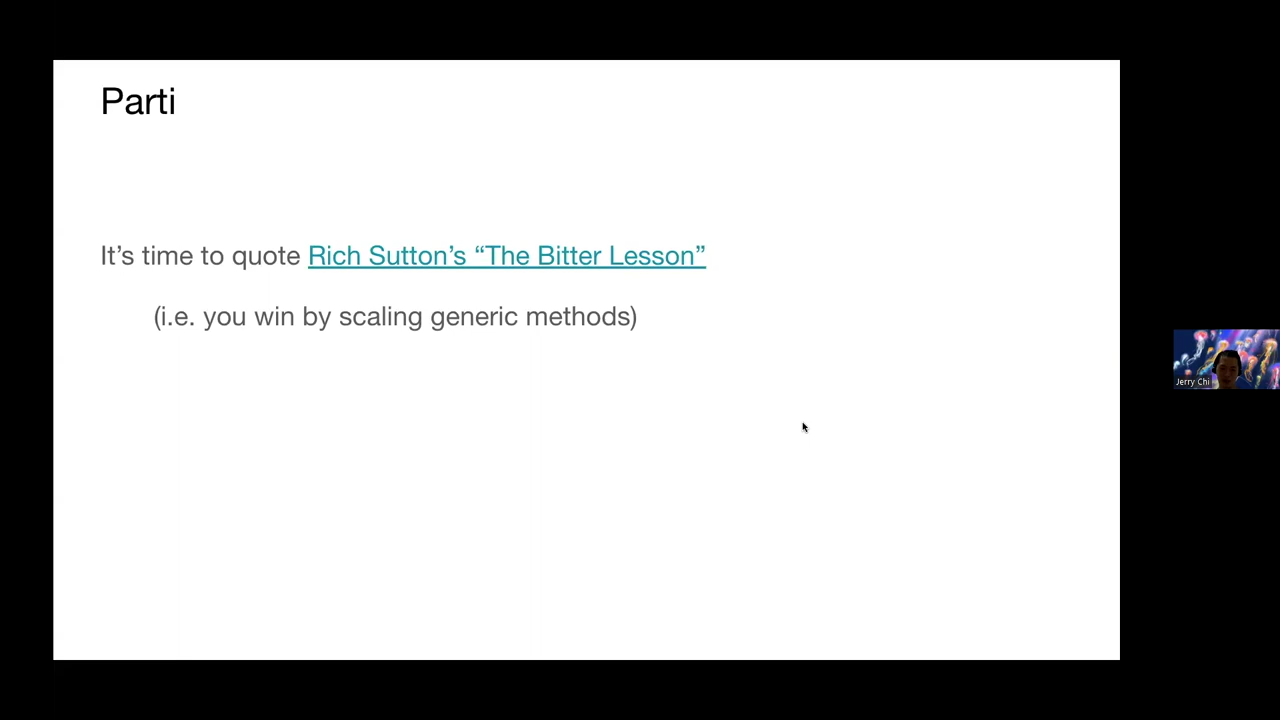 Parti
It’s time to quote Rich Sutton’s “The Bitter Lesson”
(i.e. you win by scaling generic methods)
Jerry Chi